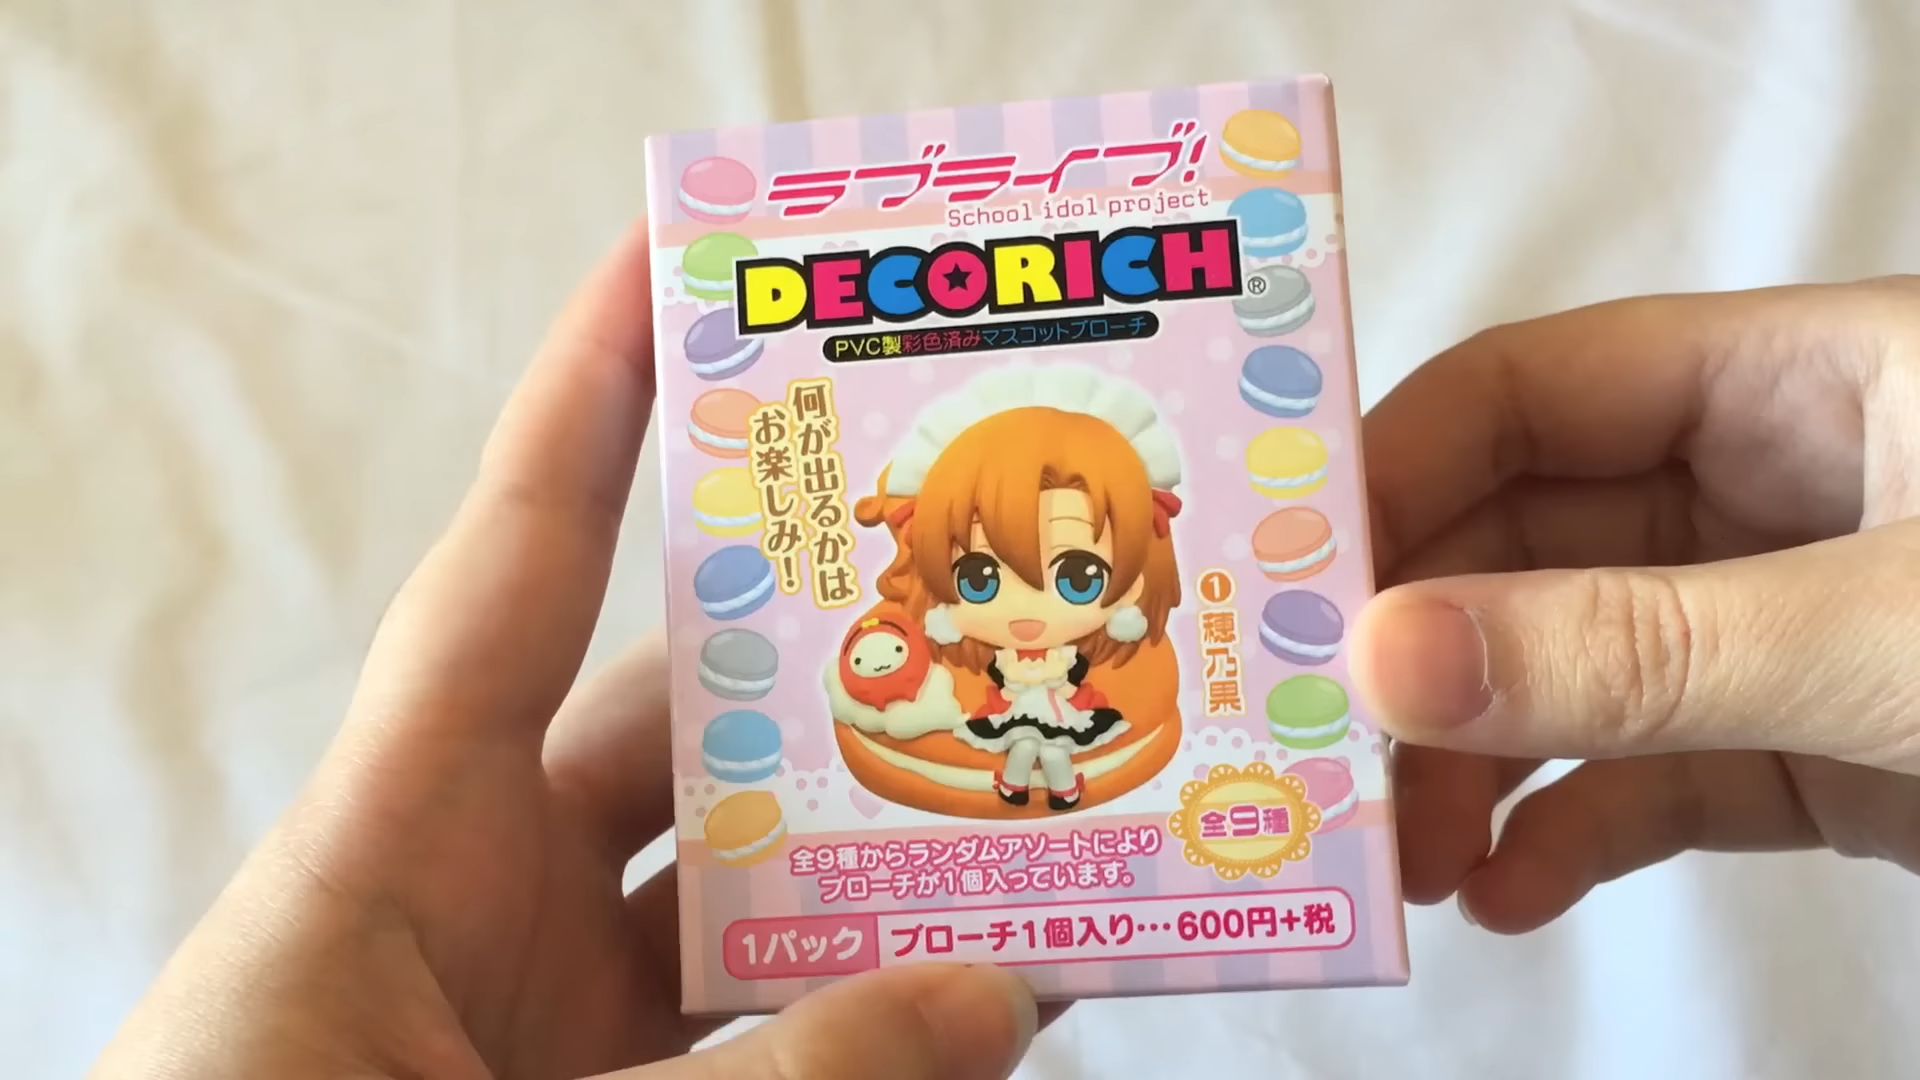 ラブライブ!
School idol project
DECORICH®
PVC製彩色済みマスコットブローチ
何が出るかは
お楽しみ!
1 穂乃果
全9種
全9種からランダムアソートにより
ブローチが1個入っています。
1パック ブローチ1個入り…600円+税